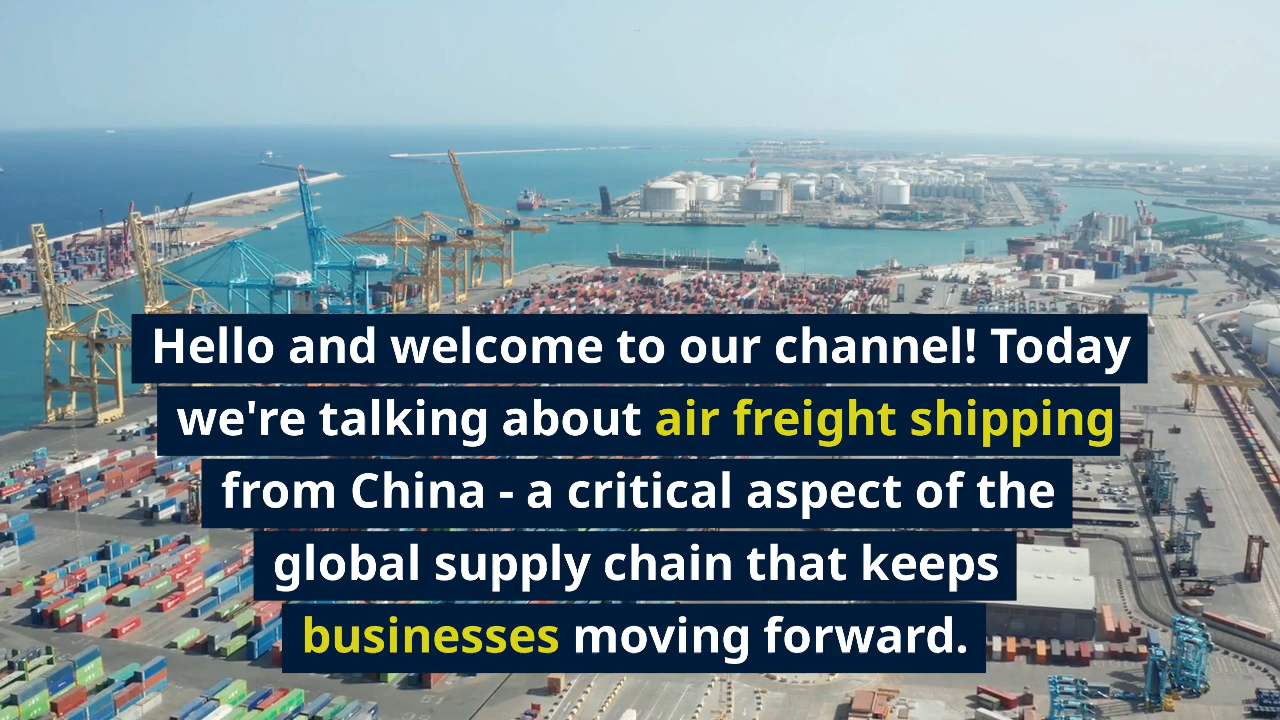 Hello and welcome to our channel! Today
we're talking about air freight shipping
from China - a critical aspect of the
global supply chain that keeps
businesses moving forward.